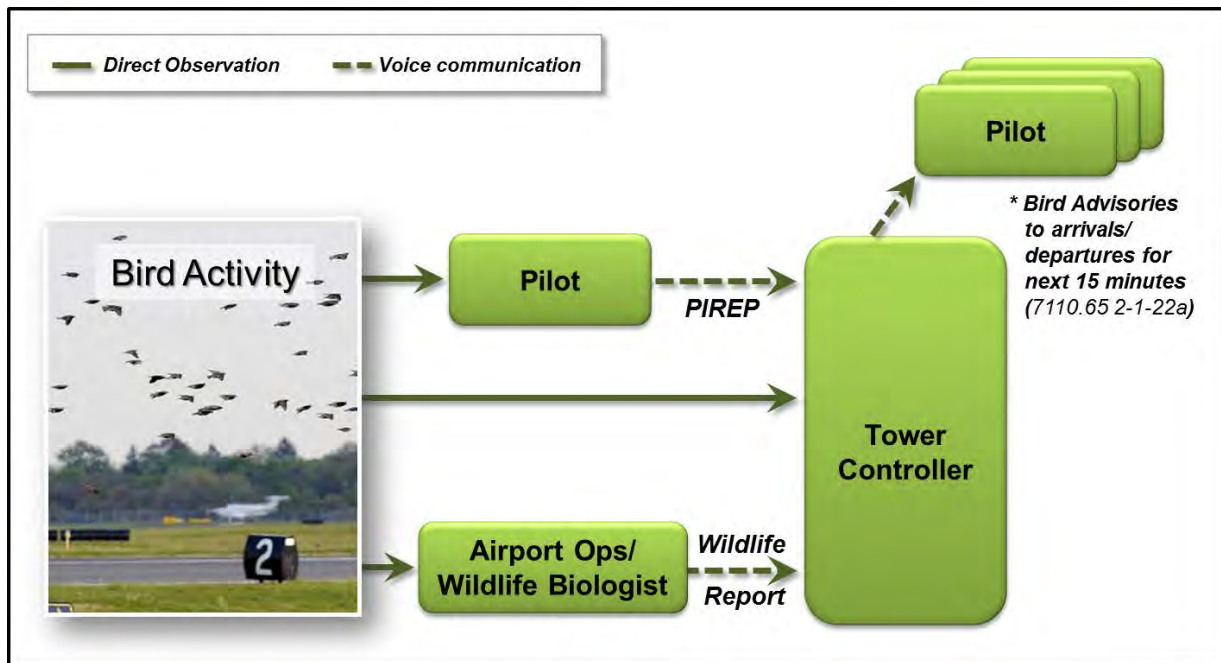 Direct Observation
Voice communication
Pilot
* Bird Advisories
to arrivals/
departures for
next 15 minutes
(7110.65 2-1-22a)
Bird Activity
Pilot
PIREP
Tower
Controller
Airport Ops/
Wildlife Biologist
Wildlife
Report
2